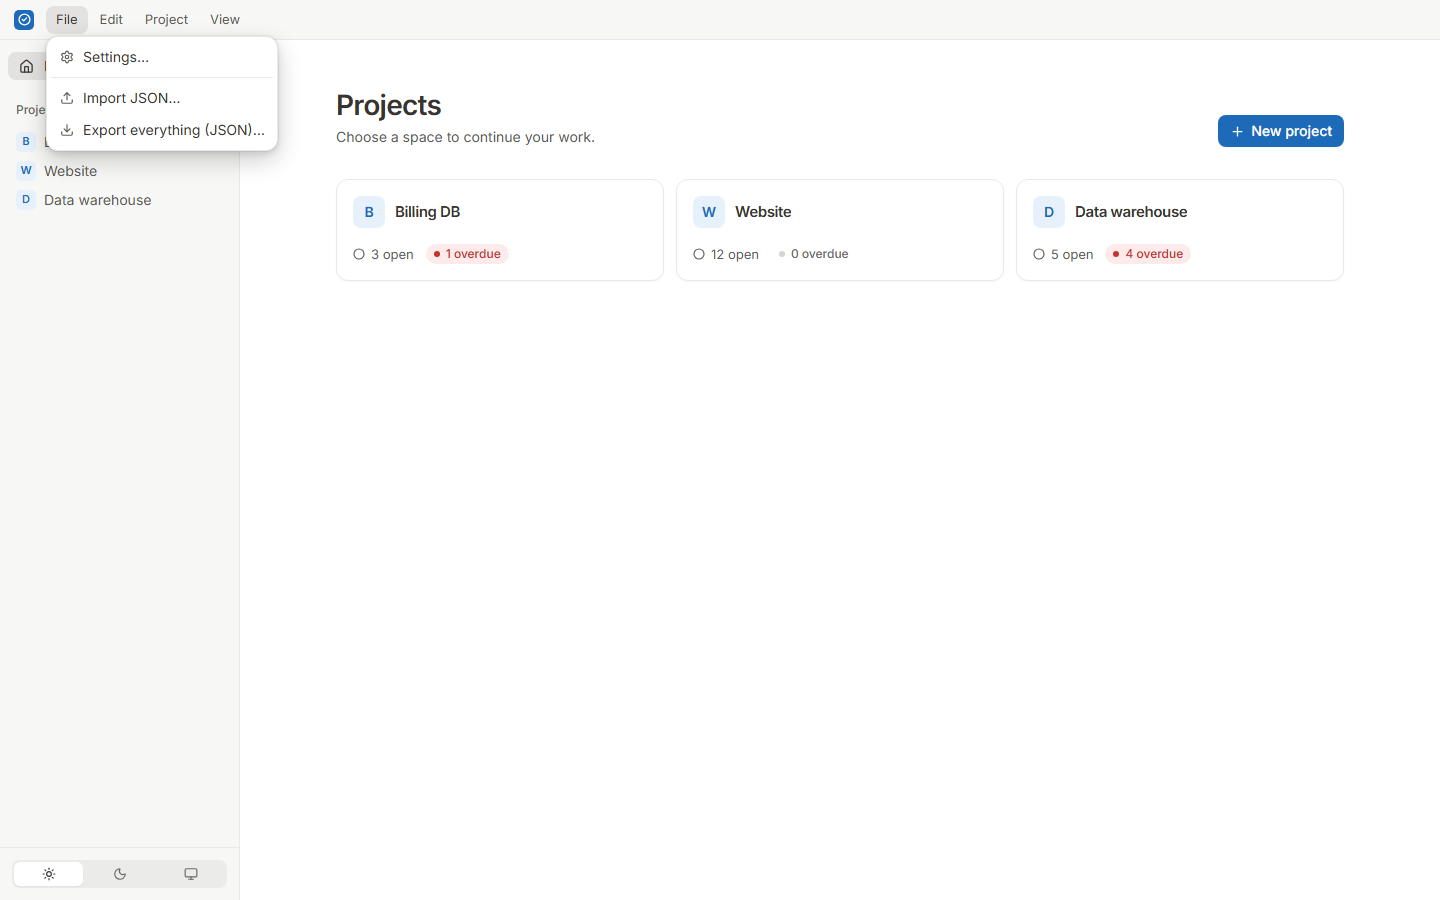 File Edit Project View
Settings...
Import JSON...
Export everything (JSON)...
Proje
B
W Website
D Data warehouse
Projects
Choose a space to continue your work.
New project
B Billing DB
3 open 1 overdue
W Website
12 open 0 overdue
D Data warehouse
5 open 4 overdue